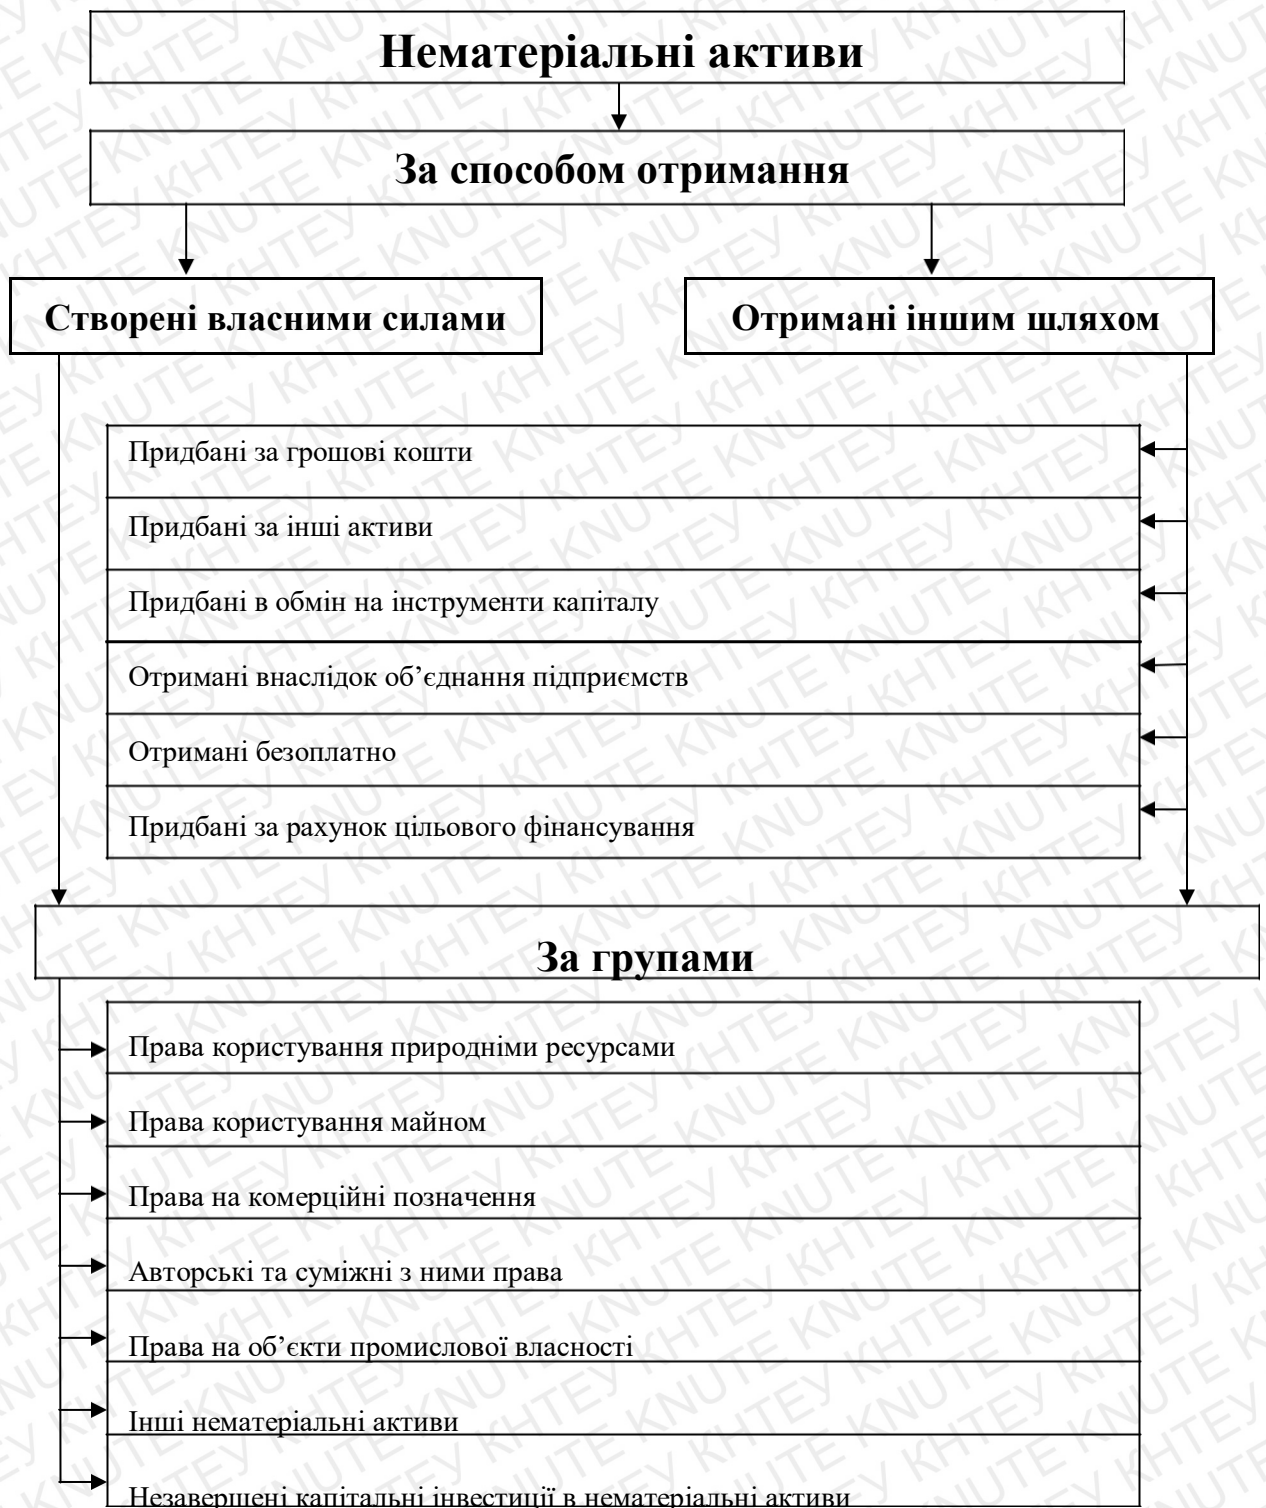 Нематеріальні активи
За способом отримання
Створені власними силами
Отримані іншим шляхом
Придбані за грошові кошти
Придбані за інші активи
Придбані в обмін на інструменти капіталу
Отримані внаслідок об’єднання підприємств
Отримані безоплатно
Придбані за рахунок цільового фінансування
За групами
Права користування природніми ресурсами
Права користування майном
Права на комерційні позначення
Авторські та суміжні з ними права
Права на об’єкти промислової власності
Інші нематеріальні активи
Незавершені капітальні інвестиції в нематеріальні активи